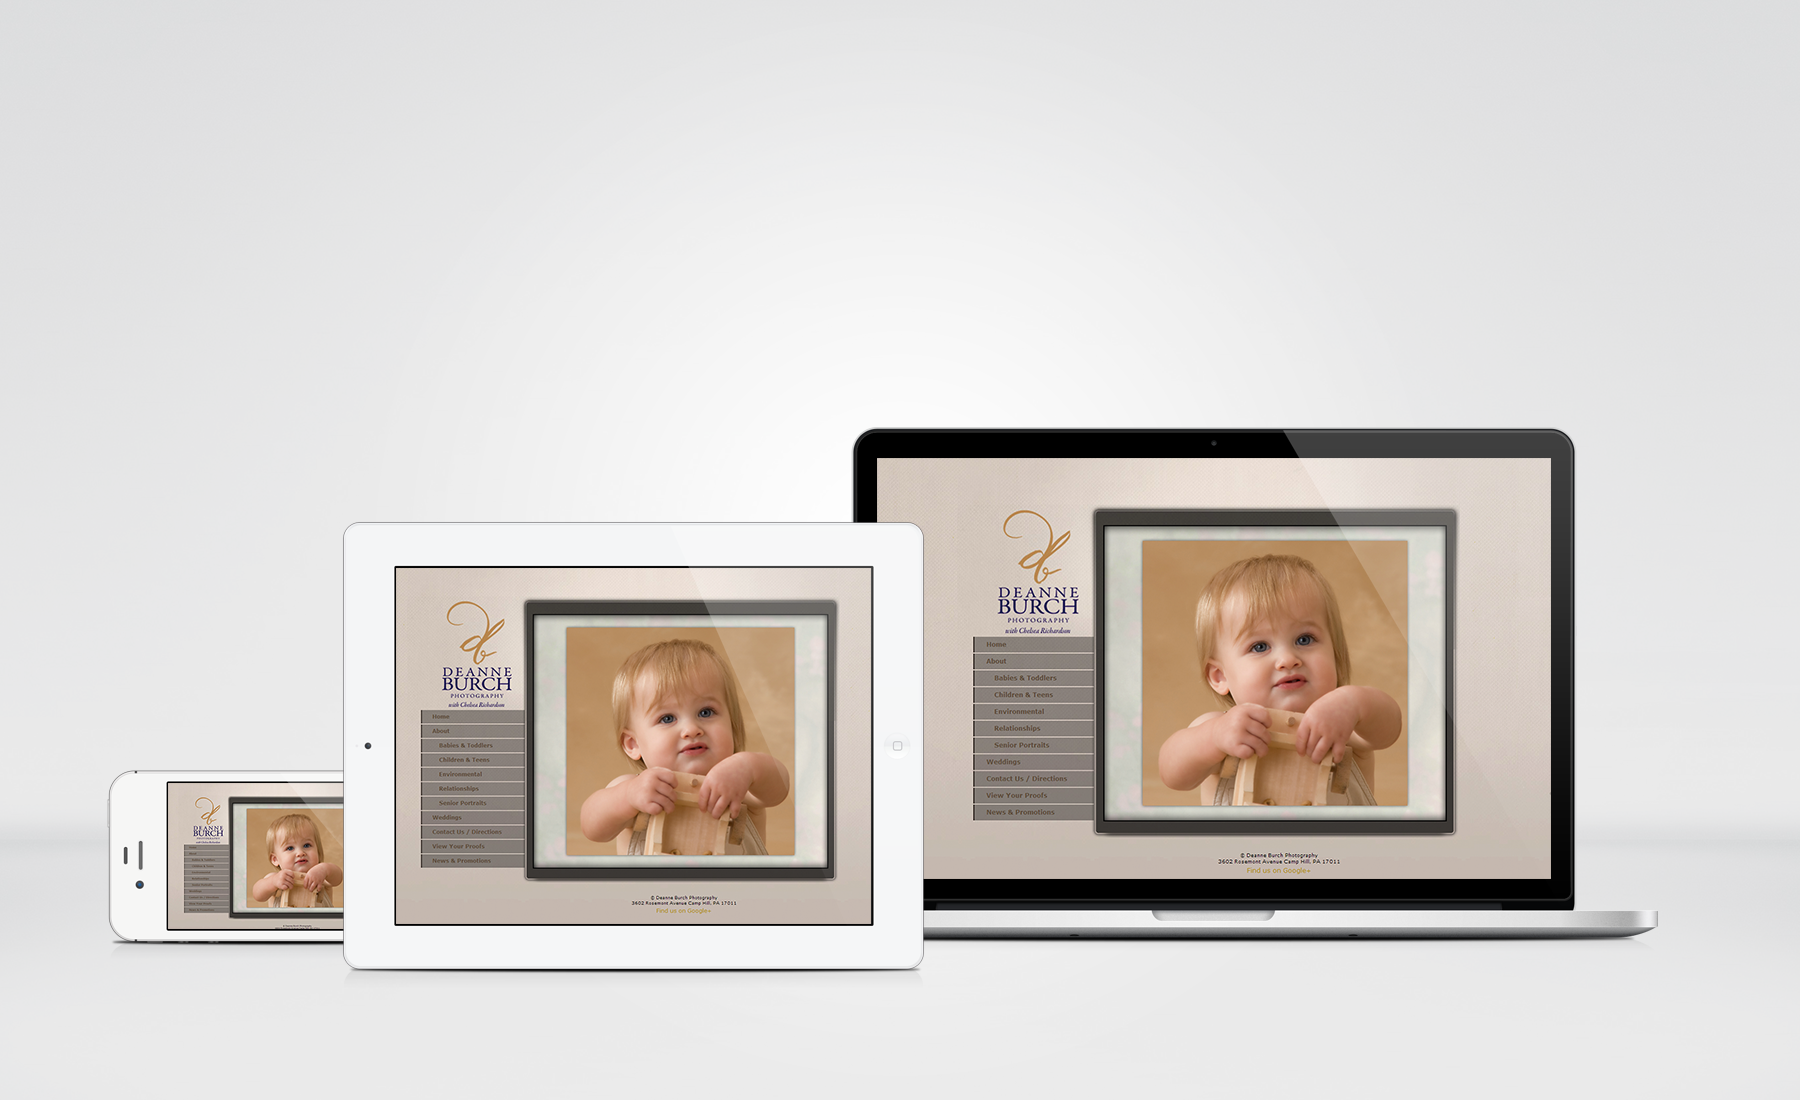 DEANNE
BURCH
PHOTOGRAPHY
with Chelsea Richardson
Home
About
Babies & Toddlers
Children & Teens
Environmental
Relationships
Senior Portraits
Weddings
Contact Us / Directions
View Your Proofs
News & Promotions
© Deanne Burch Photography
3602 Rosemont Avenue Camp Hill, PA 17011
Find us on Google+
DEANNE
BURCH
PHOTOGRAPHY
with Chelsea Richardson
Home
About
Babies & Toddlers
Children & Teens
Environmental
Relationships
Senior Portraits
Weddings
Contact Us / Directions
View Your Proofs
News & Promotions
© Deanne Burch Photography
3602 Rosemont Avenue Camp Hill, PA 17011
Find us on Google+
DEANNE
BURCH